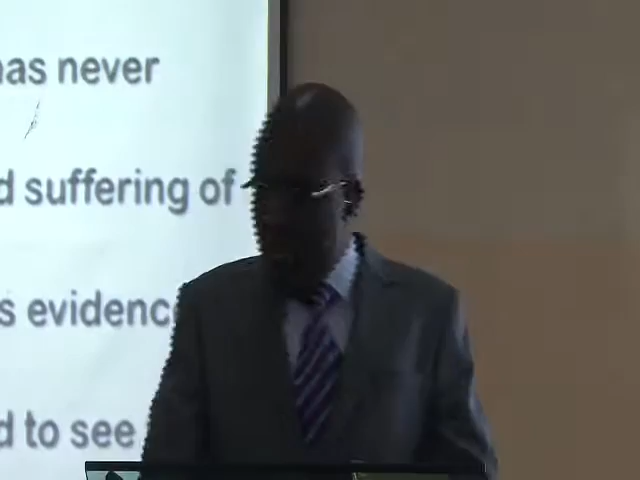 has never
d suffering of
s evidence
d to see